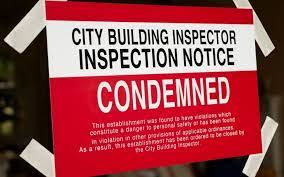 CITY BUILDING INSPECTOR
INSPECTION NOTICE
CONDEMNED
This establishment was found to have violations which
constitute a danger to personal safety or has been found
in violation in other provisions of applicable ordinances.
As a result, this establishment has been ordered to be closed by
the City Building Inspector.